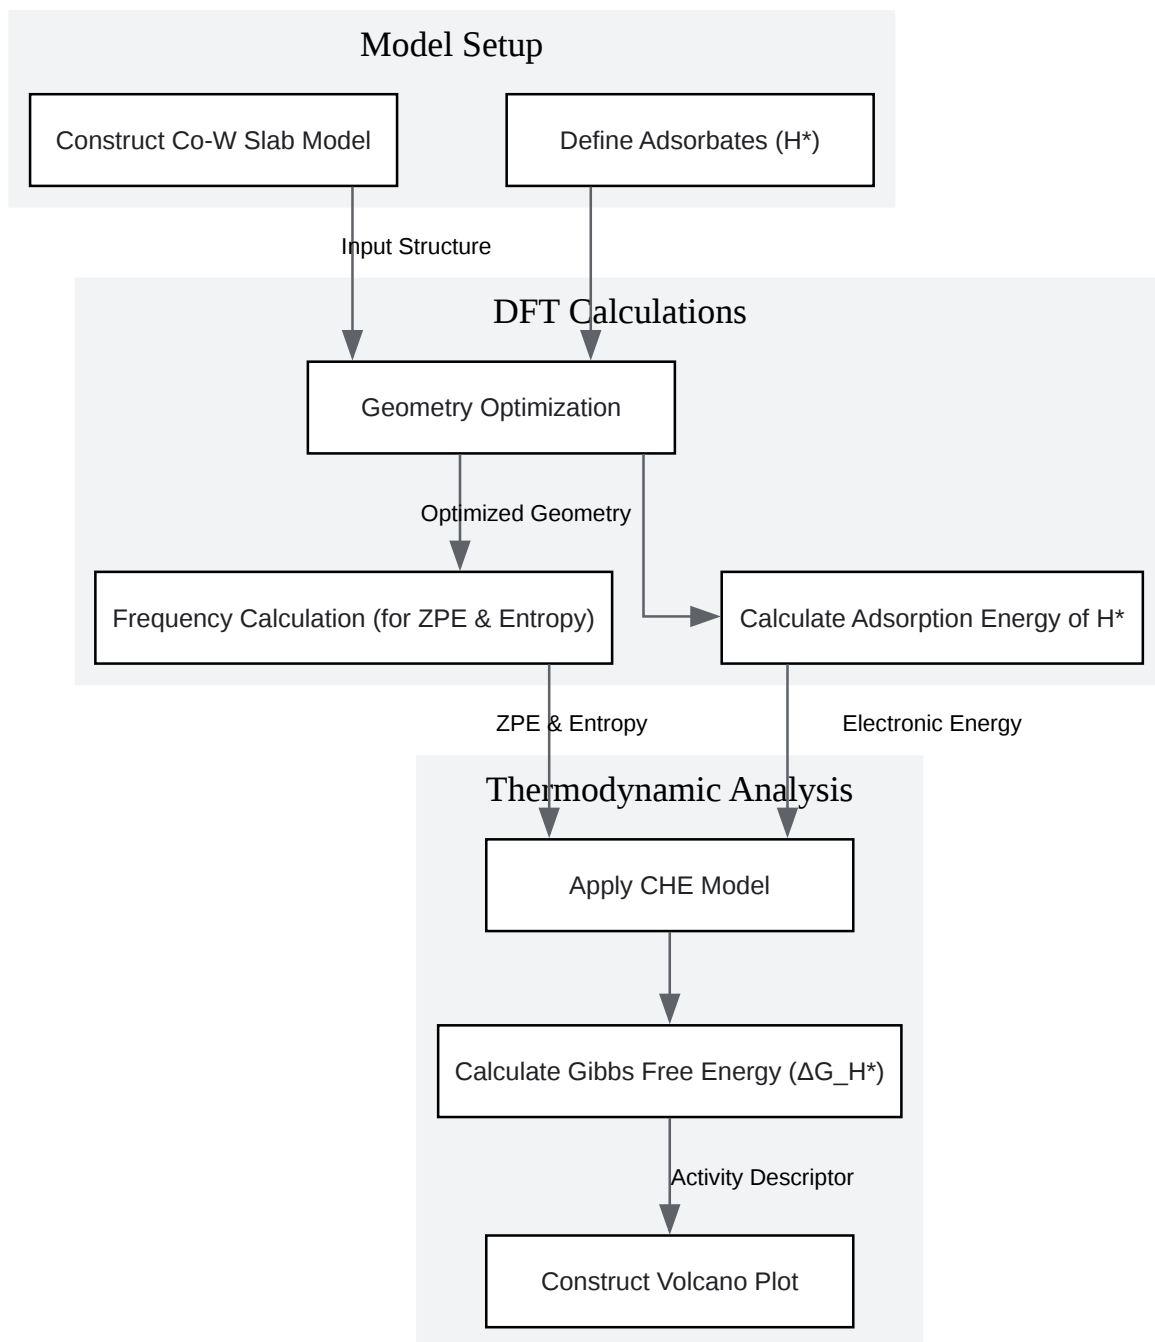 Model Setup
Construct Co-W Slab Model
Define Adsorbates (H*)
Input Structure
DFT Calculations
Geometry Optimization
Optimized Geometry
Frequency Calculation (for ZPE & Entropy)
Calculate Adsorption Energy of H*
ZPE & Entropy
Electronic Energy
Thermodynamic Analysis
Apply CHE Model
Calculate Gibbs Free Energy (ΔG_H*)
Activity Descriptor
Construct Volcano Plot